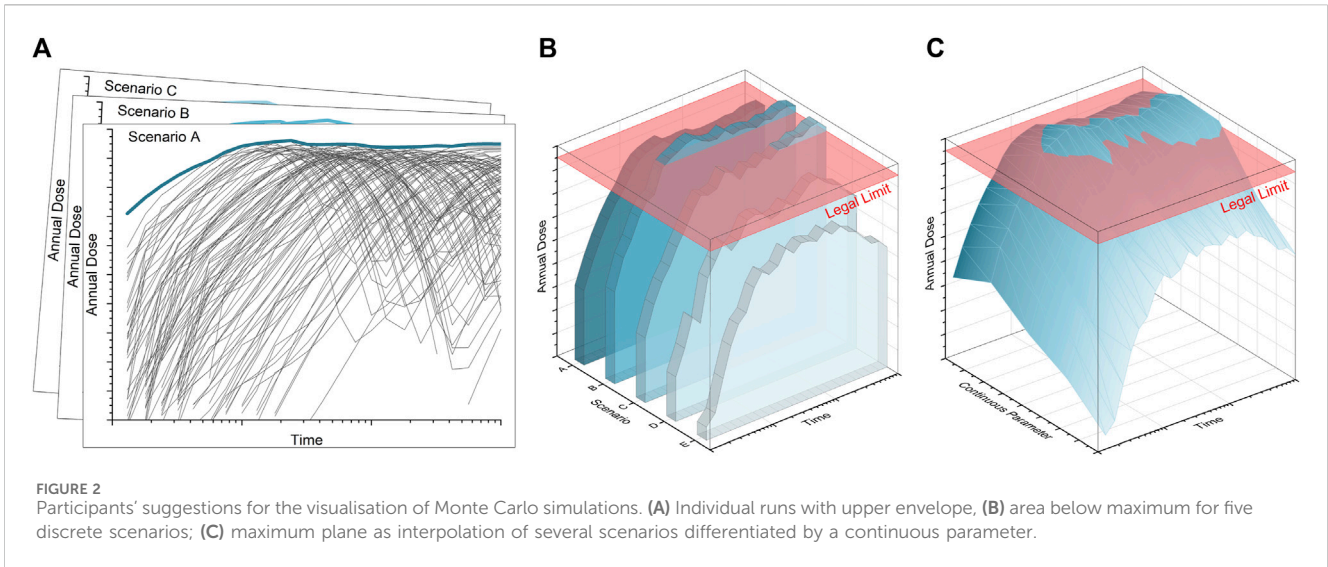 A
Scenario C
Scenario B
Scenario A
Annual Dose
Annual Dose
Annual Dose
Time
B
Legal Limit
Annual Dose
A
B
C
D
E
Scenario
Time
C
Legal Limit
Annual Dose
Continuous Parameter
Time
FIGURE 2
Participants' suggestions for the visualisation of Monte Carlo simulations. (A) Individual runs with upper envelope, (B) area below maximum for five
discrete scenarios; (C) maximum plane as interpolation of several scenarios differentiated by a continuous parameter.